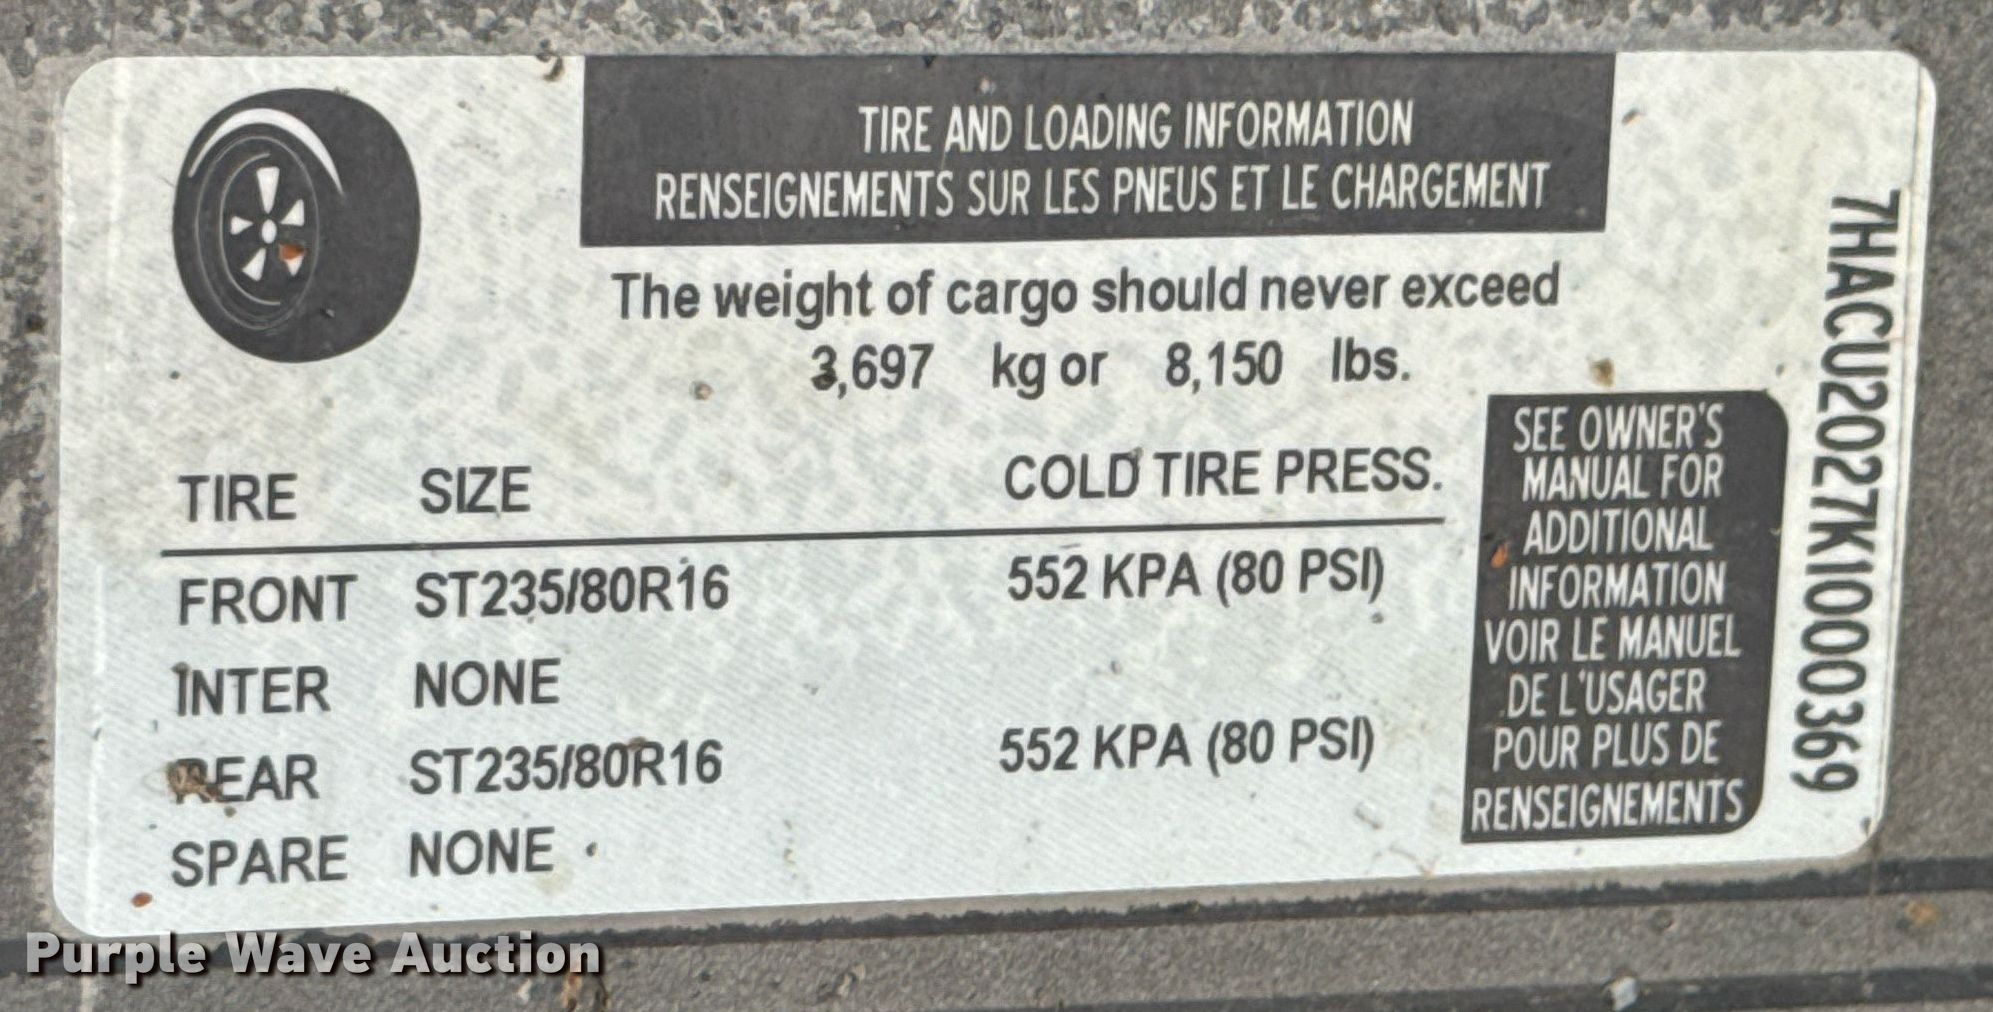 TIRE AND LOADING INFORMATION
RENSEIGNEMENTS SUR LES PNEUS ET LE CHARGEMENT
The weight of cargo should never exceed
3,697 kg or 8,150 lbs.
TIRE SIZE COLD TIRE PRESS.
FRONT ST235/80R16 552 KPA (80 PSI)
INTER NONE
REAR ST235/80R16 552 KPA (80 PSI)
SPARE NONE
SEE OWNER'S
MANUAL FOR
ADDITIONAL
INFORMATION
VOIR LE MANUEL
DE L'USAGER
POUR PLUS DE
RENSEIGNEMENTS
7HACU2027K1000369
Purple Wave Auction